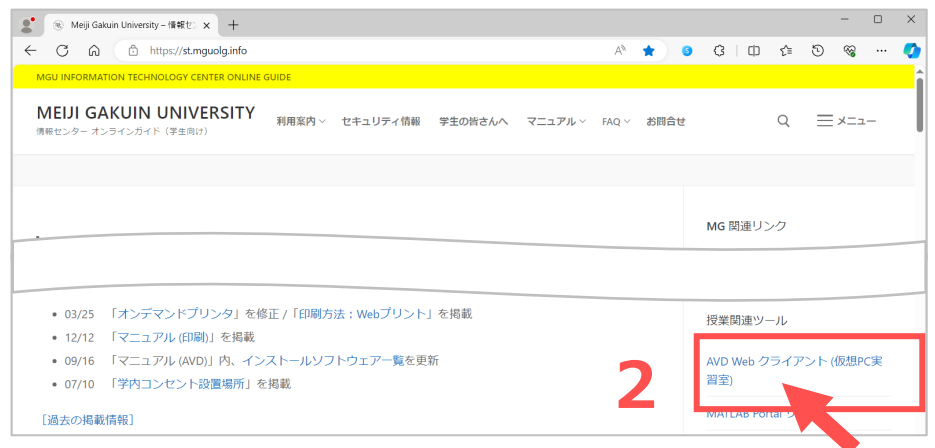 Meiji Gakuin University – 情報セ
https://st.mguolg.info
MGU INFORMATION TECHNOLOGY CENTER ONLINE GUIDE
MEIJI GAKUIN UNIVERSITY
情報センター オンラインガイド（学生向け）
利用案内 セキュリティ情報 学生の皆さんへ マニュアル FAQ お問合せ メニュー
MG 関連リンク
• 03/25 「オンデマンドプリンタ」を修正 /「印刷方法：Webプリント」を掲載
• 12/12 「マニュアル (印刷)」を掲載
• 09/16 「マニュアル (AVD)」内、インストールソフトウェア一覧を更新
• 07/10 「学内コンセント設置場所」を掲載
[過去の掲載情報]
授業関連ツール
2
AVD Web クライアント (仮想PC実
習室)
MATLAB Portal